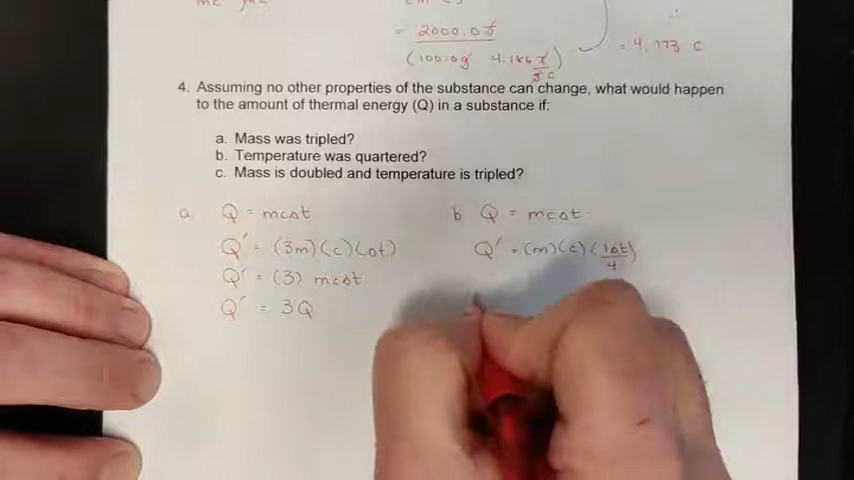 = 2000.0J
(100.0g 4.186 J/g°C) = 4.773 C
4. Assuming no other properties of the substance can change, what would happen
to the amount of thermal energy (Q) in a substance if:
a. Mass was tripled?
b. Temperature was quartered?
c. Mass is doubled and temperature is tripled?
a. Q = mcΔt
Q' = (3m)(c)(Δt)
Q' = (3) mcΔt
Q' = 3Q
b Q = mcΔt
Q' = (m)(c)(1Δt/4)